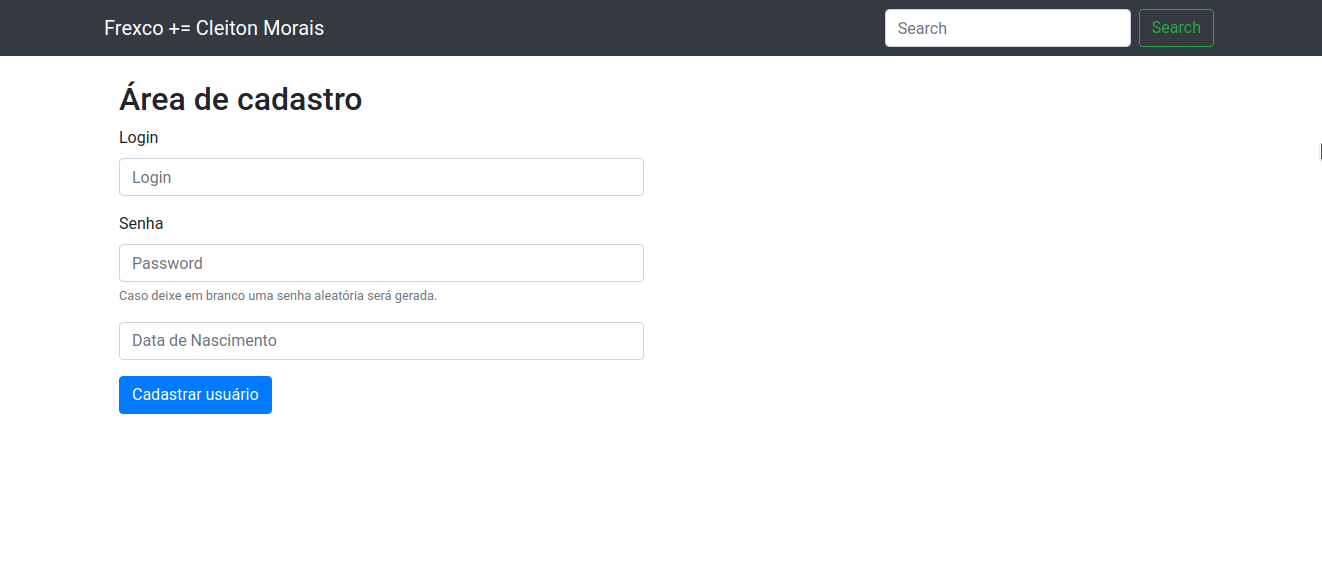 Frexco += Cleiton Morais
Search
Search
Área de cadastro
Login
Login
Senha
Password
Caso deixe em branco uma senha aleatória será gerada.
Data de Nascimento
Cadastrar usuário